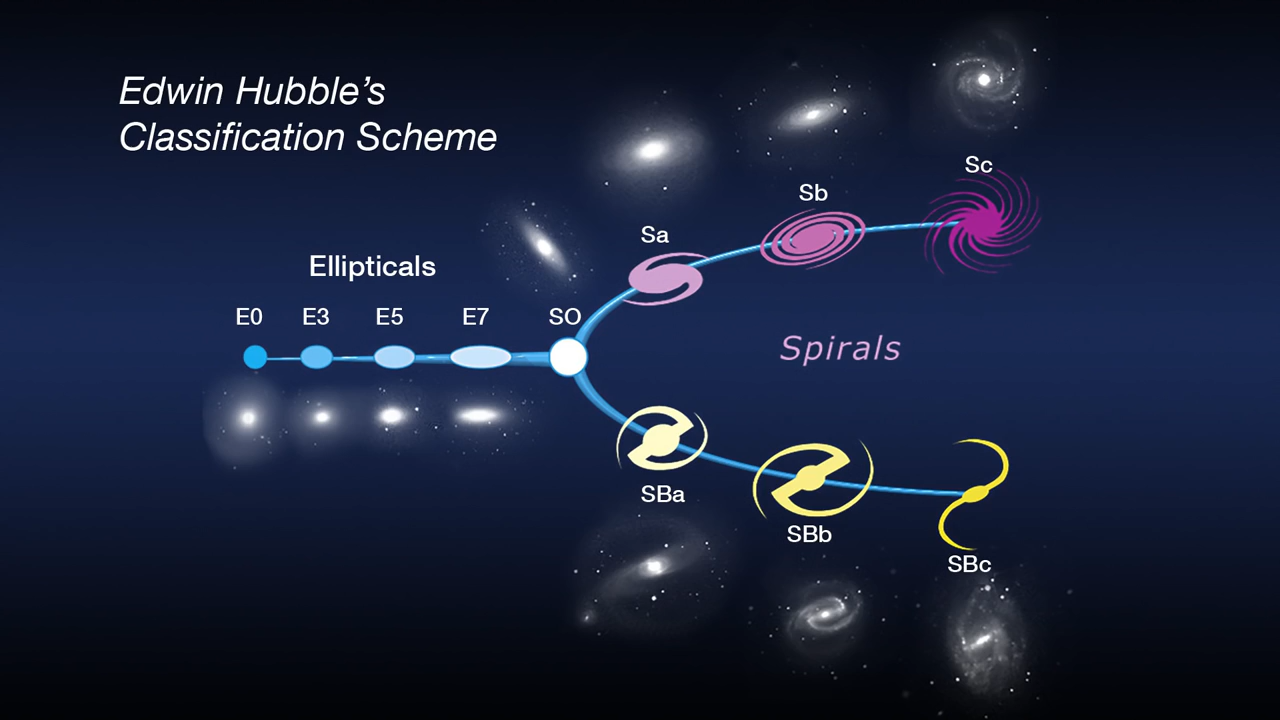 Edwin Hubble's
Classification Scheme
Ellipticals
E0 E3 E5 E7 SO
Sa
Sb
Sc
Spirals
SBa
SBb
SBc